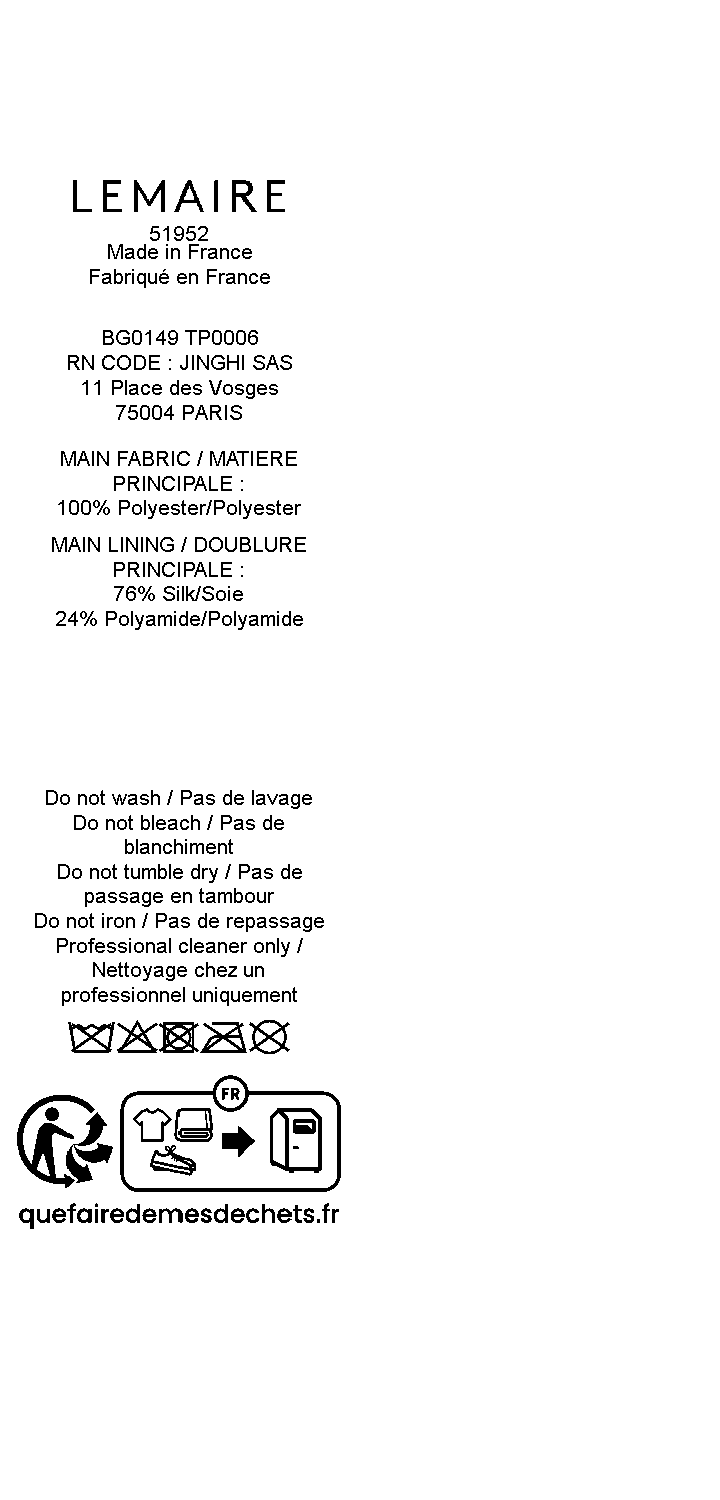 LEMAIRE
51952
Made in France
Fabriqué en France
BG0149 TP0006
RN CODE : JINGHI SAS
11 Place des Vosges
75004 PARIS
MAIN FABRIC / MATIERE
PRINCIPALE :
100% Polyester/Polyester
MAIN LINING / DOUBLURE
PRINCIPALE :
76% Silk/Soie
24% Polyamide/Polyamide
Do not wash / Pas de lavage
Do not bleach / Pas de
blanchiment
Do not tumble dry / Pas de
passage en tambour
Do not iron / Pas de repassage
Professional cleaner only /
Nettoyage chez un
professionnel uniquement
FR
quefairedemesdechets.fr